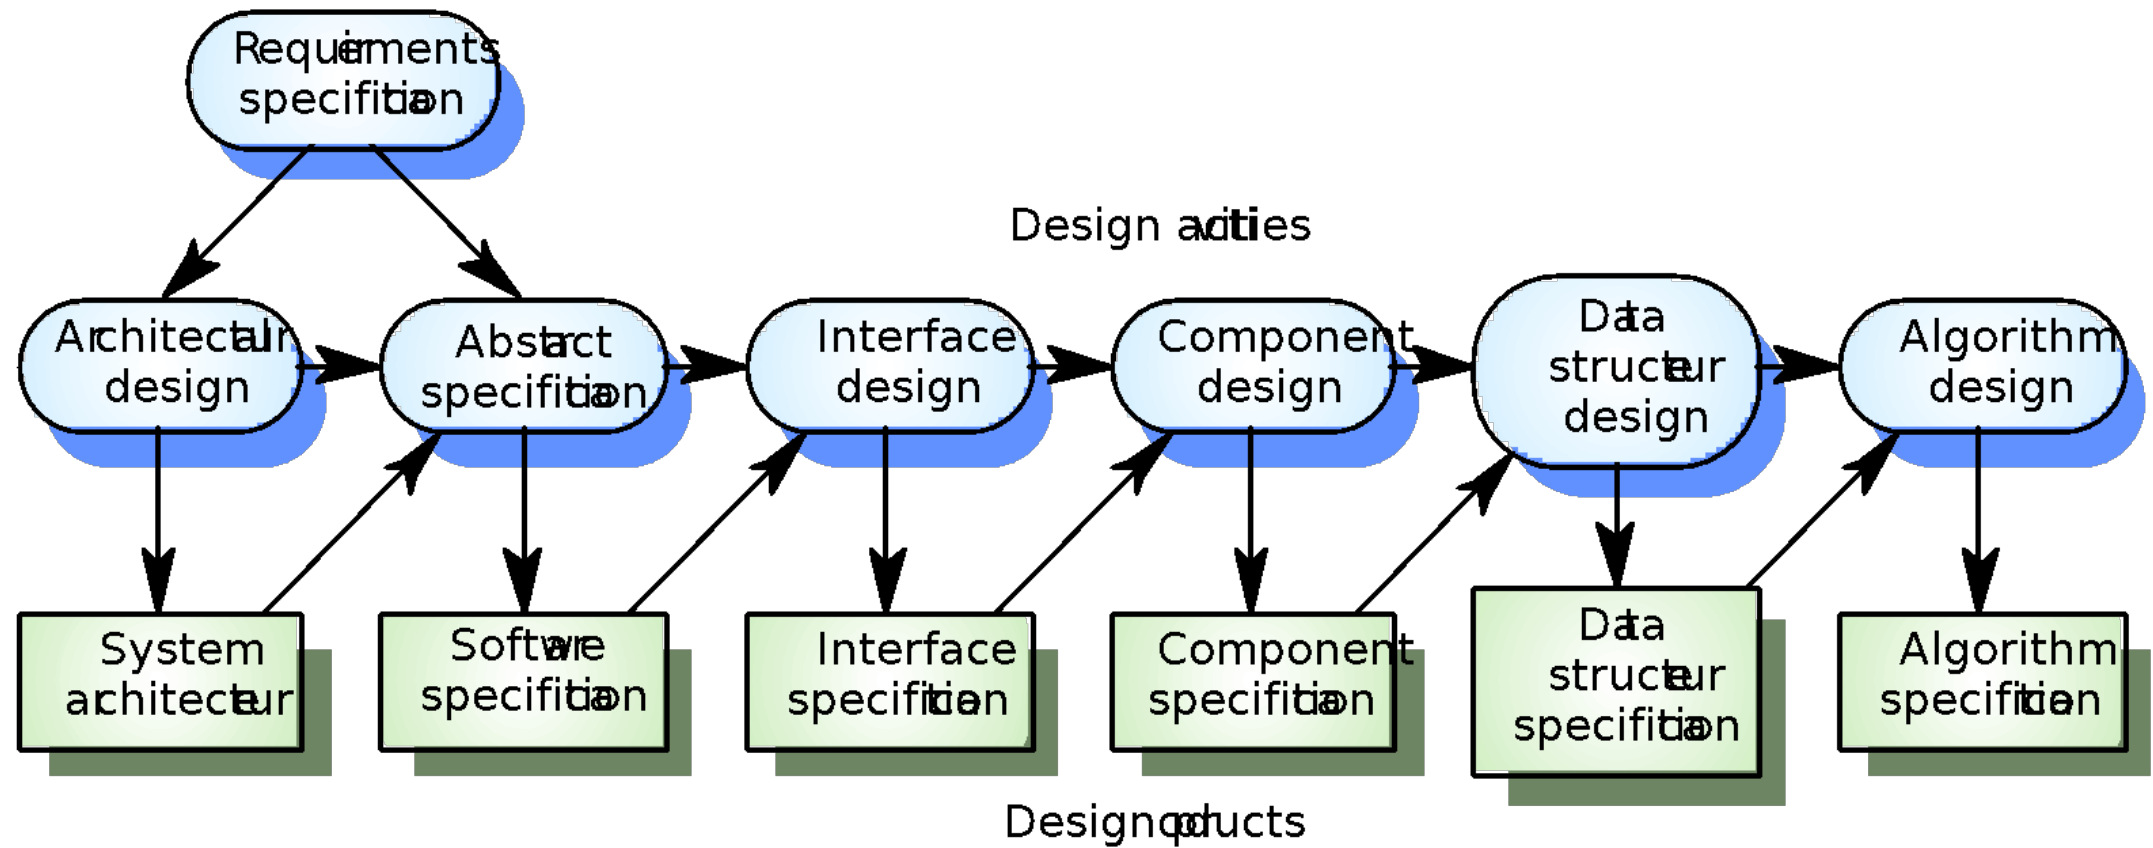 Requirements
specification
Design activities
Architectural
design
Abstract
specification
Interface
design
Component
design
Data
structure
design
Algorithm
design
System
architecture
Software
specification
Interface
specification
Component
specification
Data
structure
specification
Algorithm
specification
Design products